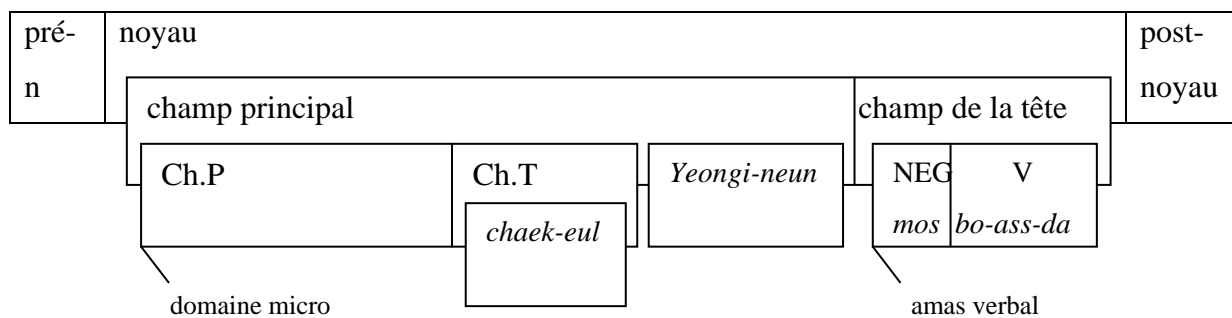 pré-
n
noyau
post-
noyau
champ principal
champ de la tête
Ch.P
Ch.T
Yeongi-neun
NEG
V
chaek-eul
mos
bo-ass-da
domaine micro
amas verbal